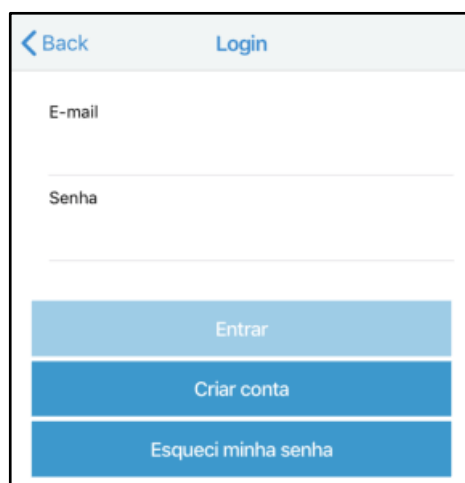 Back Login
E-mail
Senha
Entrar
Criar conta
Esqueci minha senha